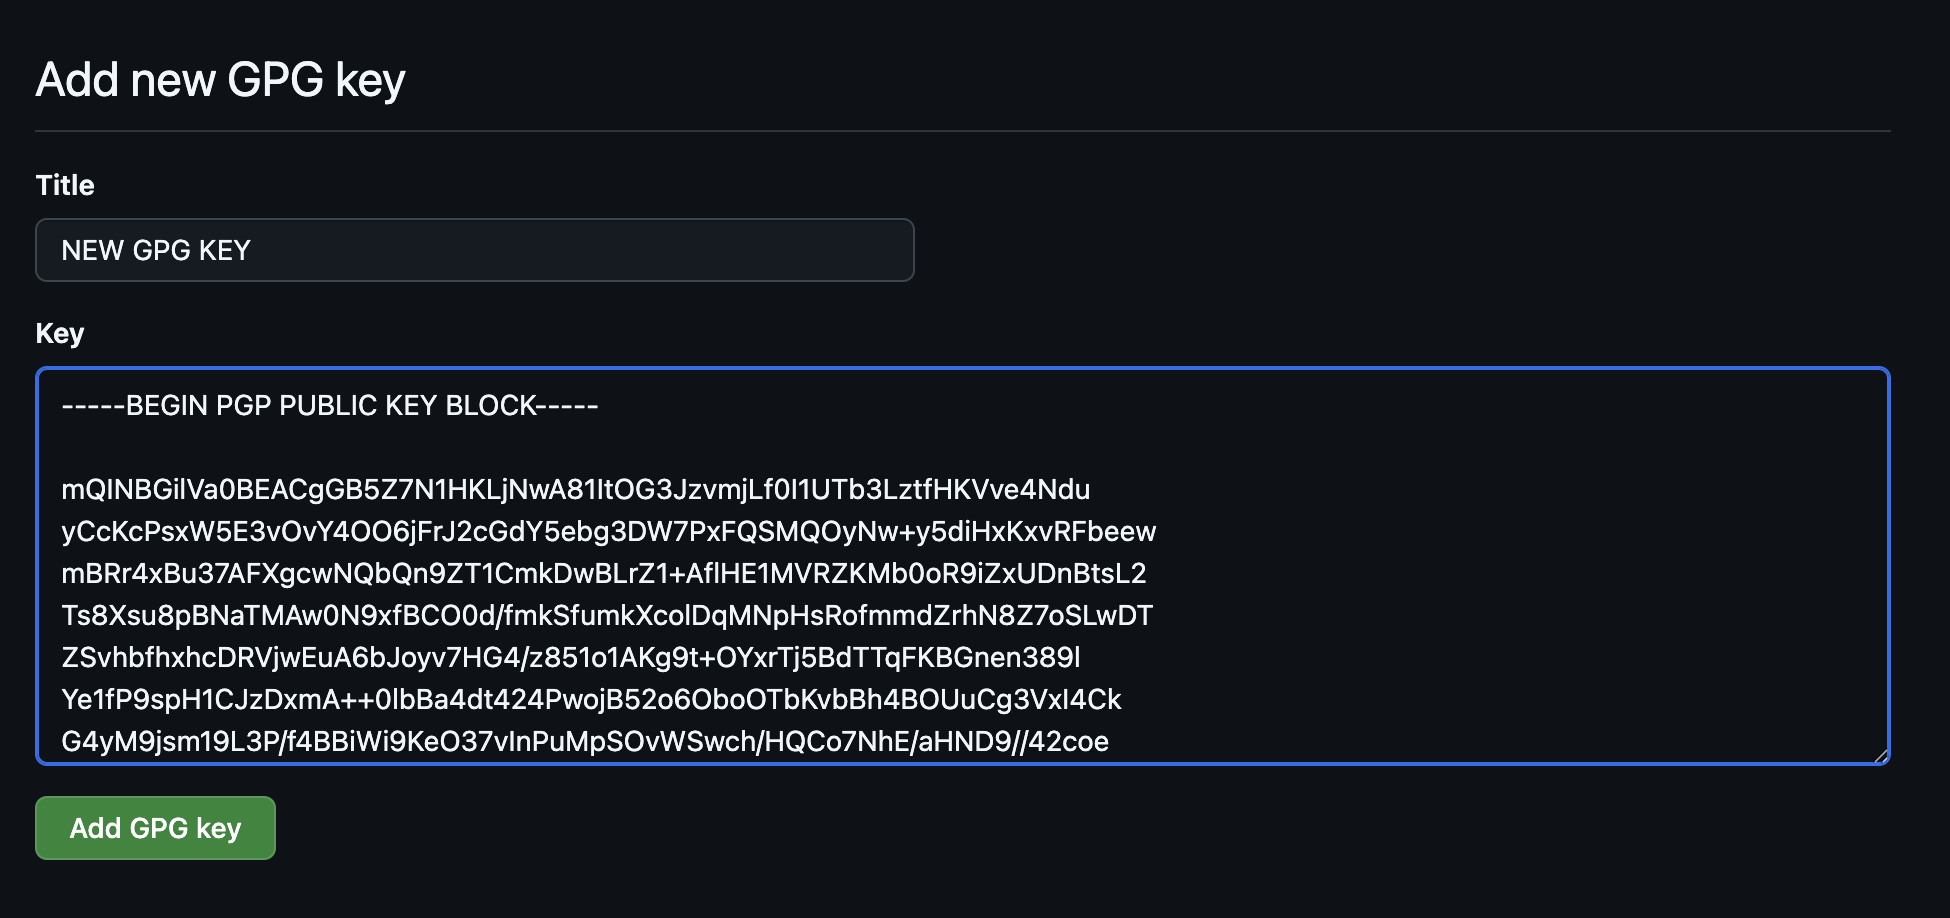 Add new GPG key
Title
NEW GPG KEY
Key
-----BEGIN PGP PUBLIC KEY BLOCK-----
mQINBGilVa0BEACgGB5Z7N1HKLjNwA81ItOG3JzvmjLf0I1UTb3LztfHKVve4Ndu
yCcKcPsxW5E3vOvY4OO6jFrJ2cGdY5ebg3DW7PxFQSMQOyNw+y5diHxKxvRFbeew
mBRr4xBu37AFXgcwNQbQn9ZT1CmkDwBLrZ1+AflHE1MVRZKMb0oR9iZxUDnBtsL2
Ts8Xsu8pBNaTMAw0N9xfBCO0d/fmkSfumkXcolDqMNpHsRofmmdZrhN8Z7oSLwDT
ZSvhbfhxhcDRVjwEuA6bJoyv7HG4/z851o1AKg9t+OYxrTj5BdTTqFKBGnen389l
Ye1fP9spH1CJzDxmA++0lbBa4dt424PwojB52o6OboOTbKvbBh4BOUuCg3VxI4Ck
G4yM9jsm19L3P/f4BBiWi9KeO37vInPuMpSOvWSwch/HQCo7NhE/aHND9//42coe
Add GPG key